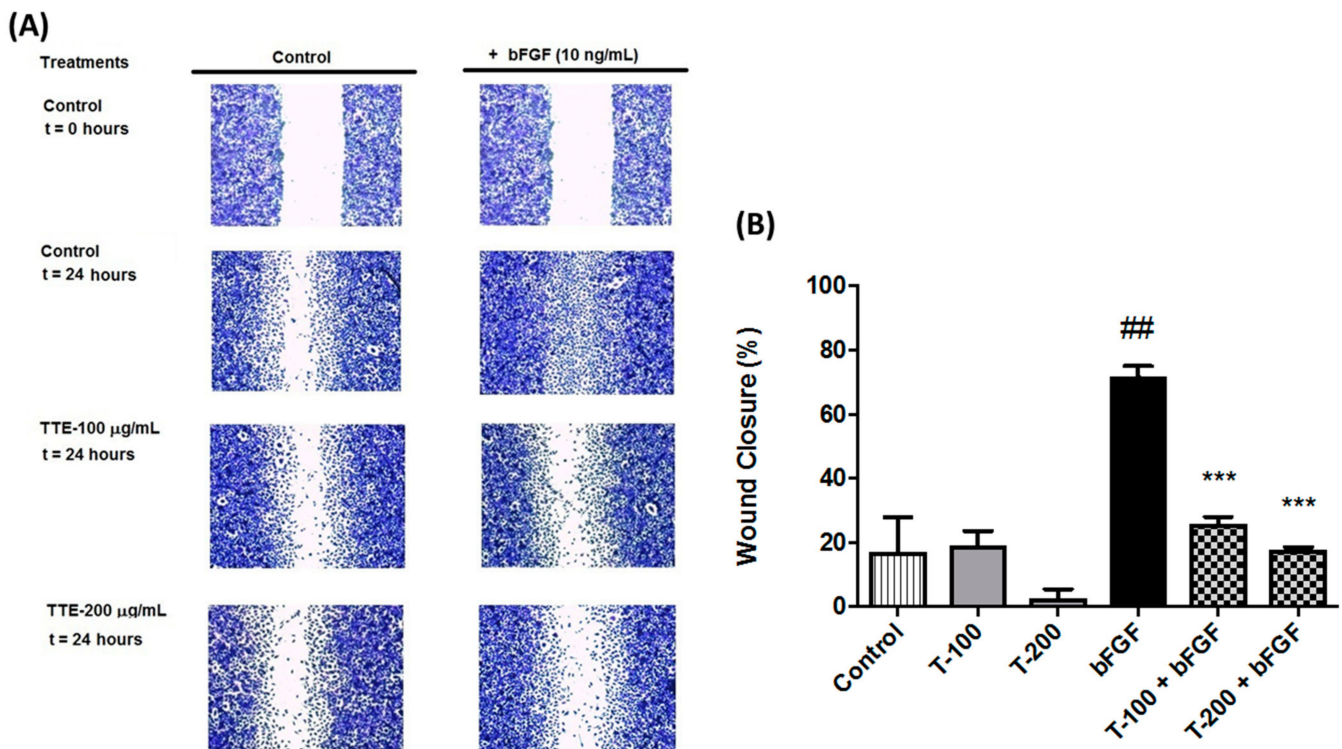 (A)
Treatments
Control
+ bFGF (10 ng/mL)
Control
t = 0 hours
Control
t = 24 hours
TTE-100 µg/mL
t = 24 hours
TTE-200 µg/mL
t = 24 hours
(B)
Wound Closure (%)
100
80
60
40
20
0
##
***
***
Control
T-100
T-200
bFGF
T-100 + bFGF
T-200 + bFGF